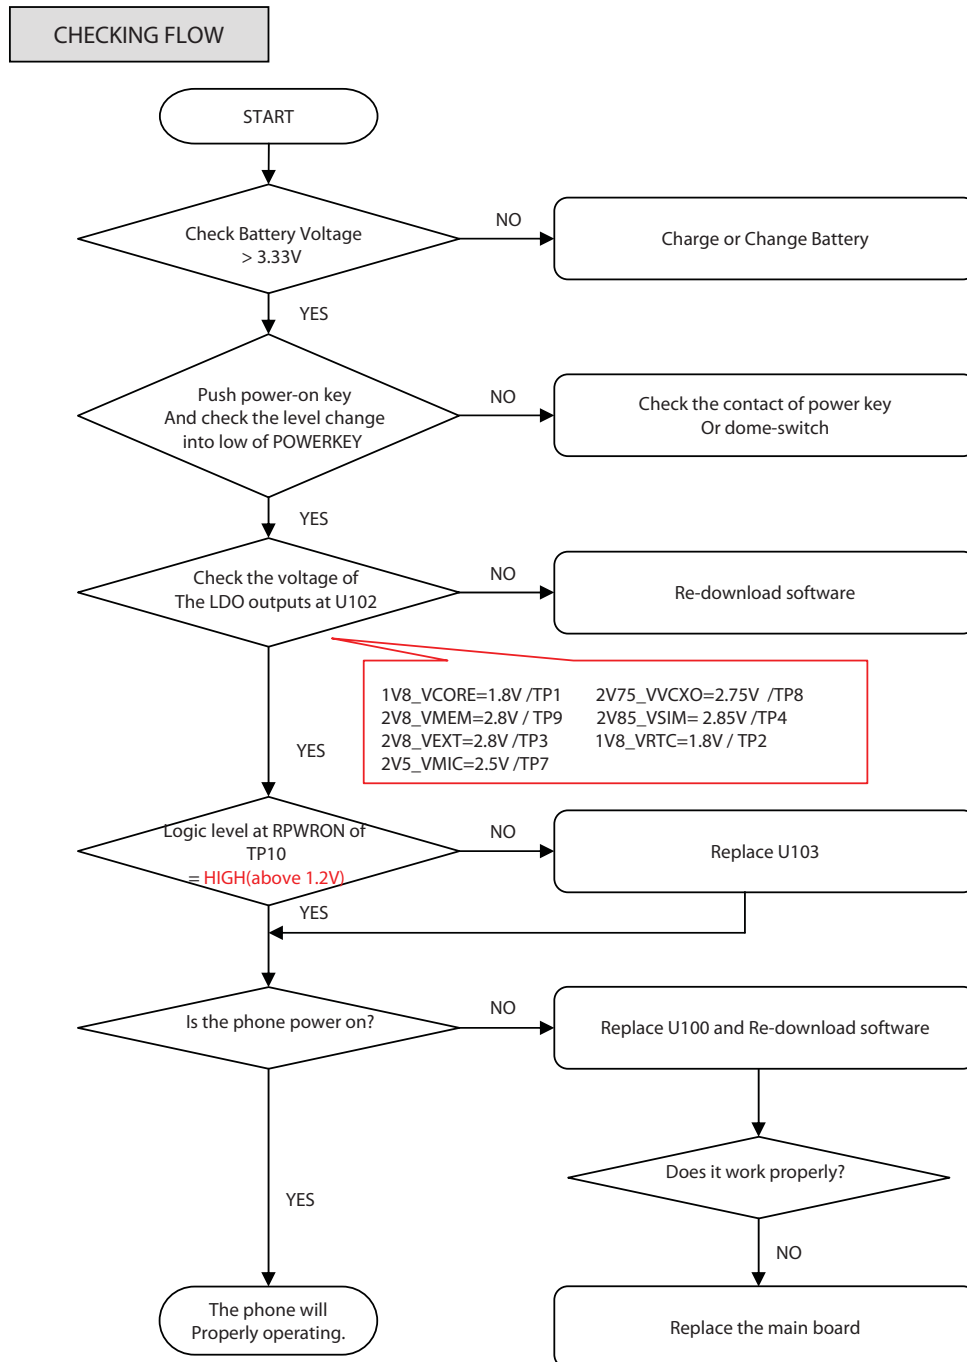 CHECKING FLOW
START
Check Battery Voltage
> 3.33V
NO
Charge or Change Battery
YES
Push power-on key
And check the level change
into low of POWERKEY
NO
Check the contact of power key
Or dome-switch
YES
Check the voltage of
The LDO outputs at U102
NO
Re-download software
1V8_VCORE=1.8V /TP1 2V75_VVCXO=2.75V /TP8
2V8_VMEM=2.8V / TP9 2V85_VSIM= 2.85V /TP4
2V8_VEXT=2.8V /TP3 1V8_VRTC=1.8V / TP2
2V5_VMIC=2.5V /TP7
YES
Logic level at RPWRON of
TP10
= HIGH(above 1.2V)
NO
Replace U103
YES
Is the phone power on?
NO
Replace U100 and Re-download software
Does it work properly?
YES
NO
The phone will
Properly operating.
Replace the main board